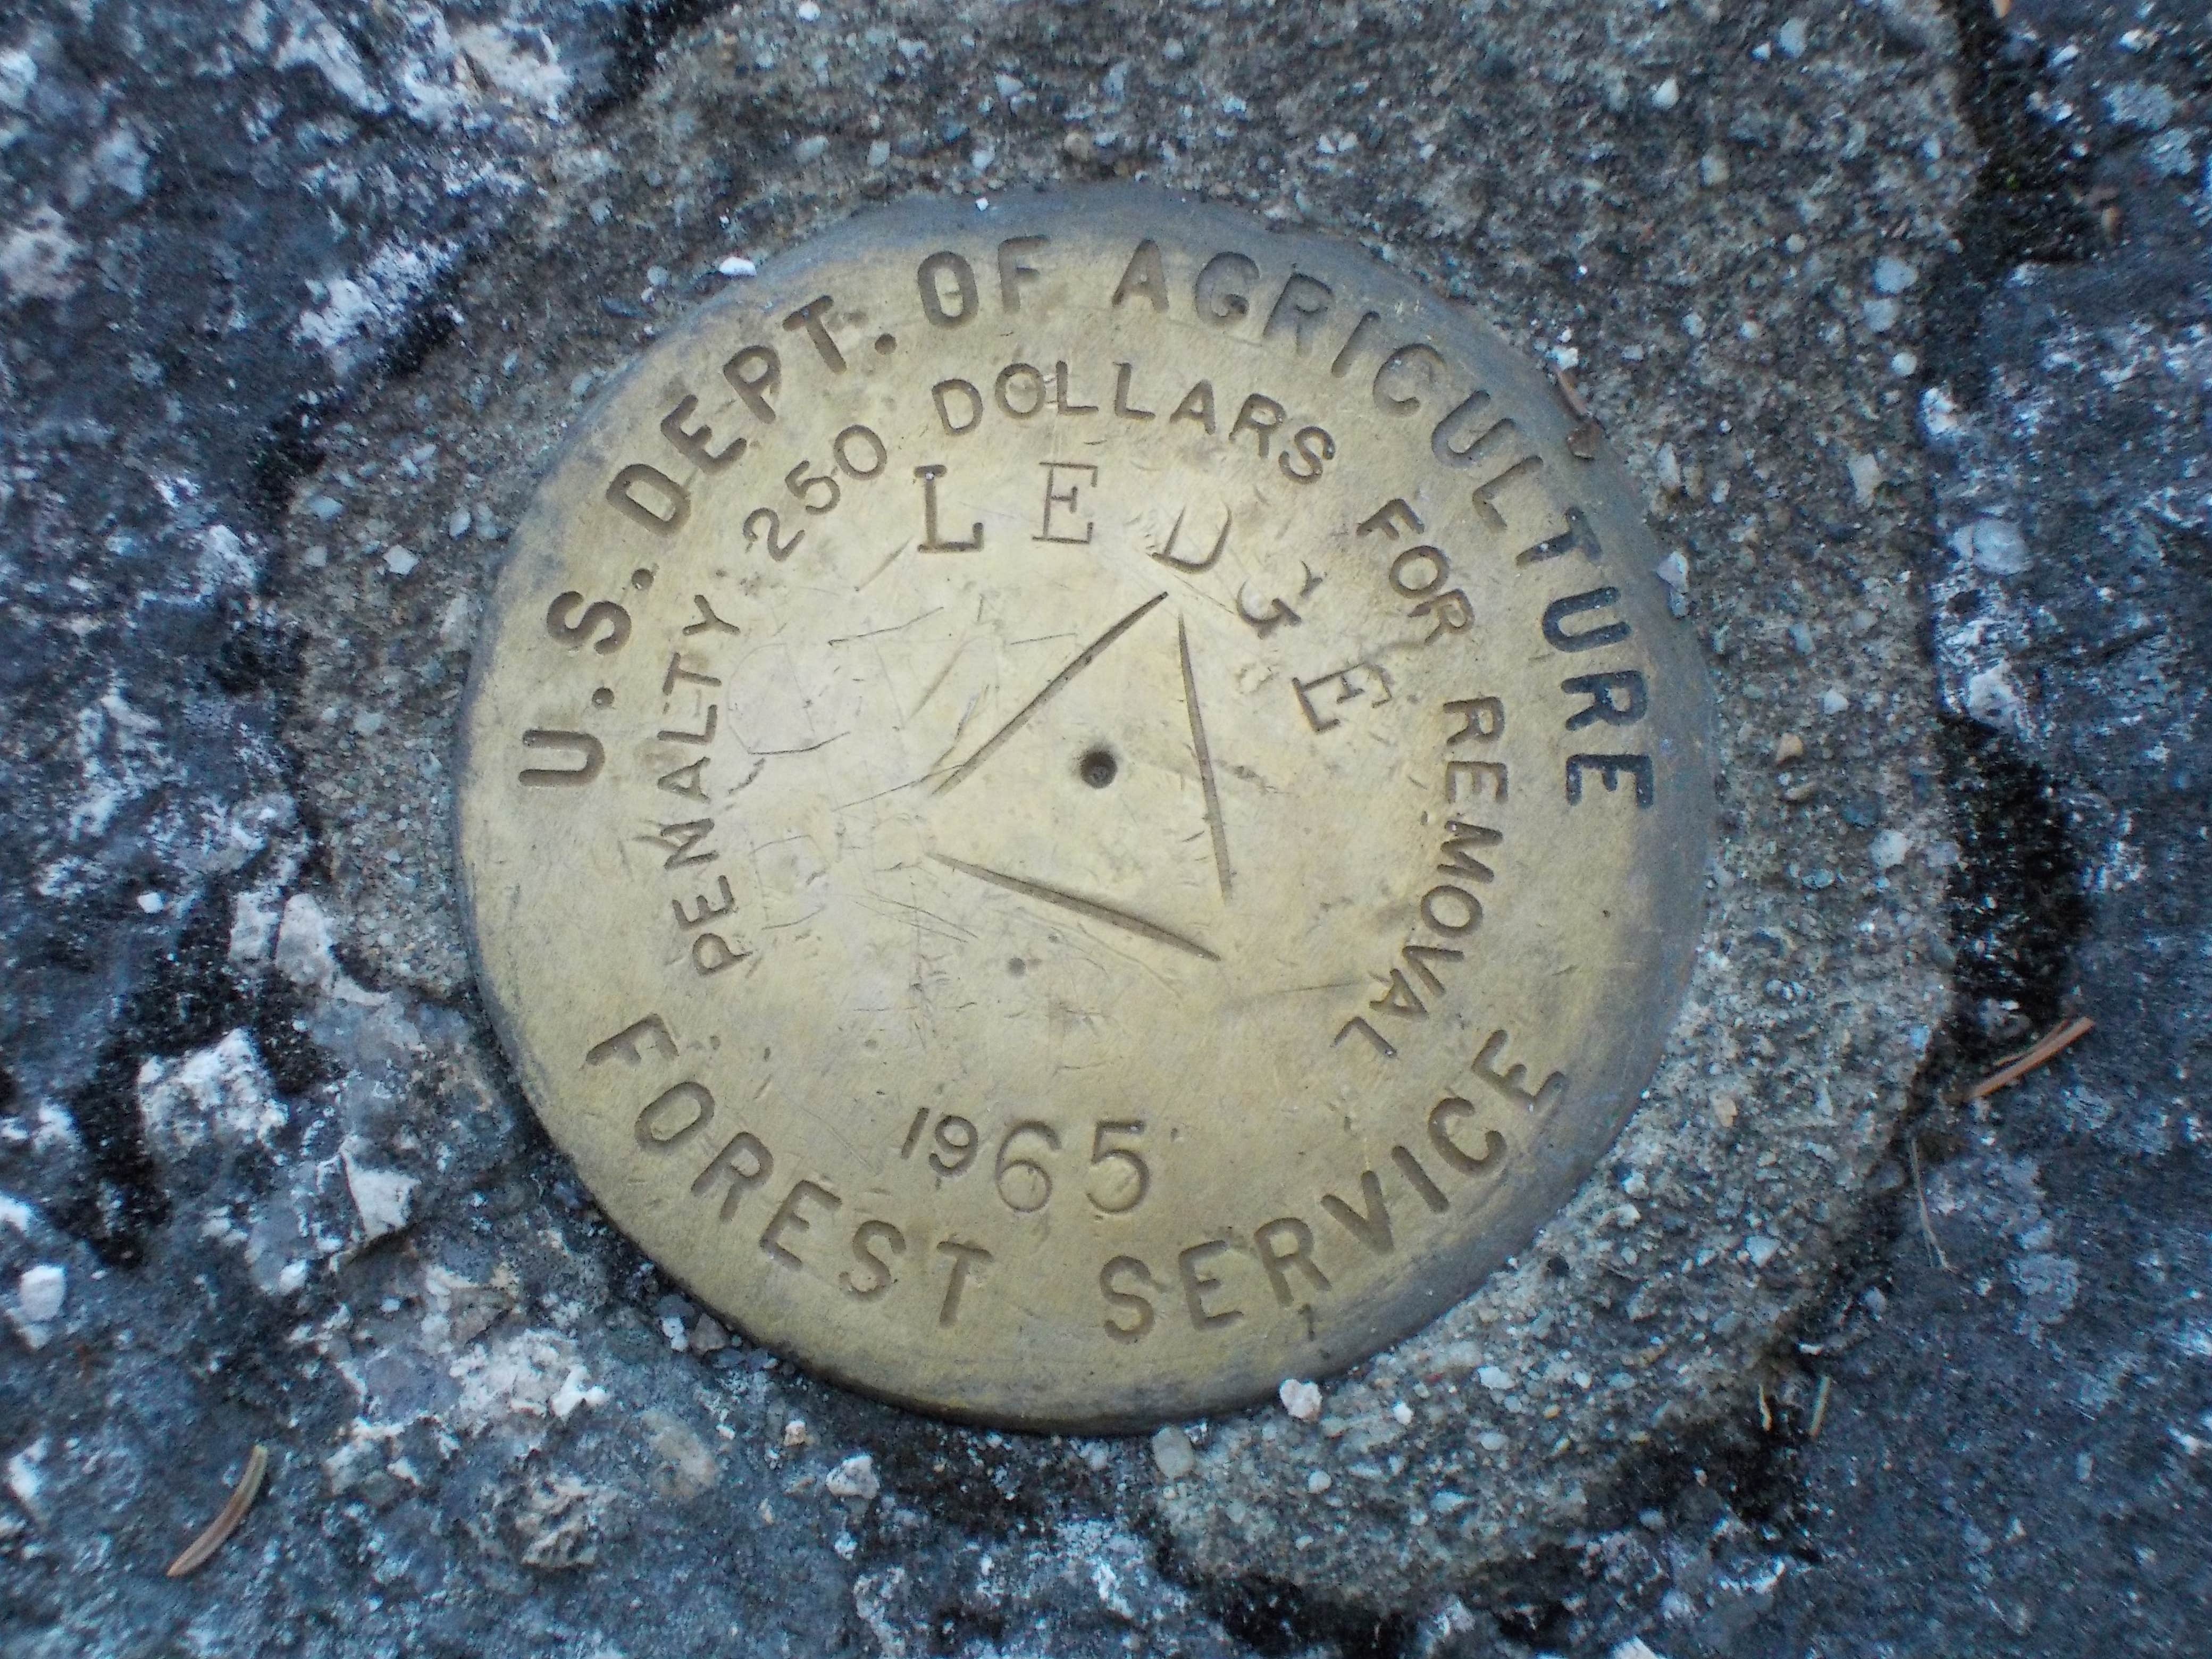 U.S. DEPT. OF AGRICULTURE
PENALTY 250 DOLLARS FOR REMOVAL
LEDGE
1965
FOREST SERVICE